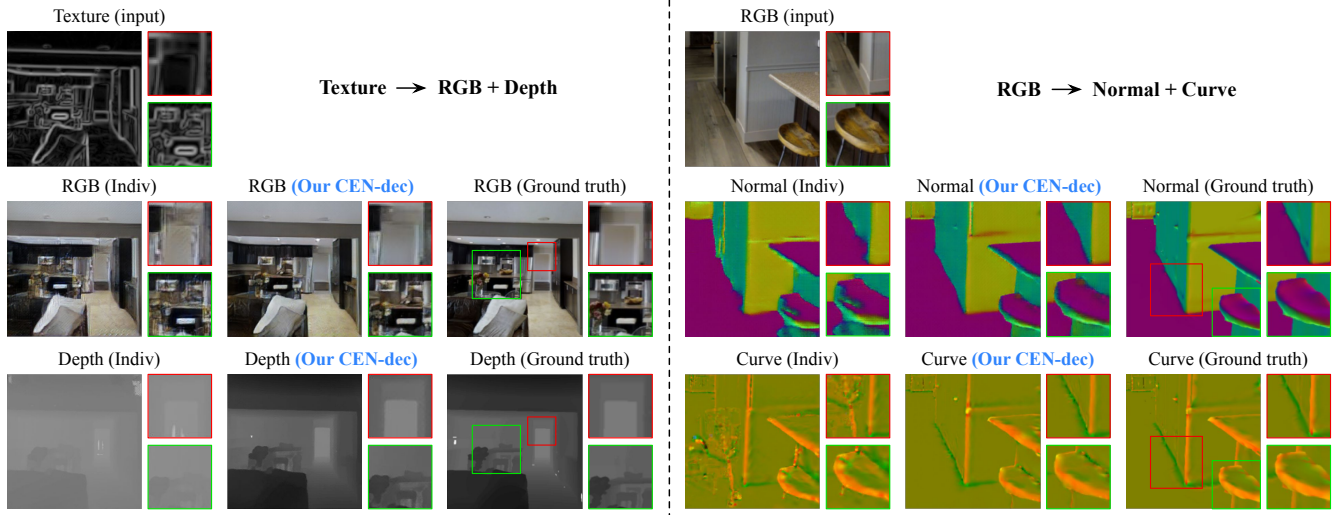 Texture (input)
Texture → RGB + Depth
RGB (Indiv)
RGB (Our CEN-dec)
RGB (Ground truth)
Depth (Indiv)
Depth (Our CEN-dec)
Depth (Ground truth)
RGB (input)
RGB → Normal + Curve
Normal (Indiv)
Normal (Our CEN-dec)
Normal (Ground truth)
Curve (Indiv)
Curve (Our CEN-dec)
Curve (Ground truth)